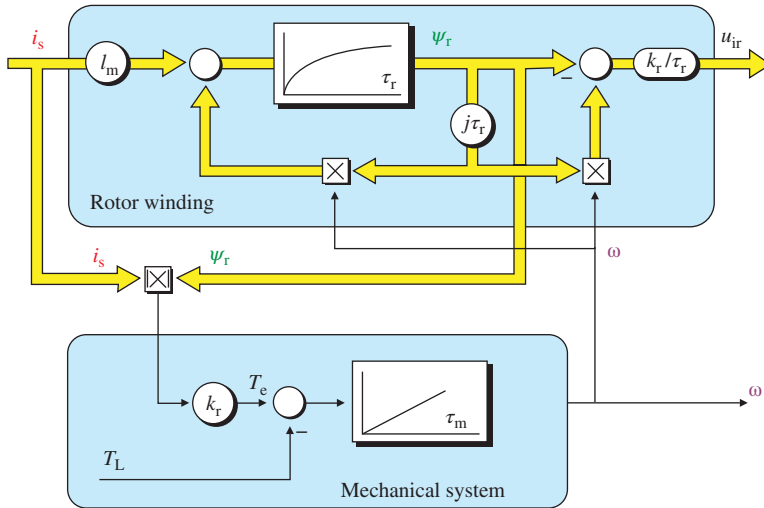 i_s
ψ_r
u_ir
l_m
τ_r
k_r/τ_r
−
jτ_r
×
×
Rotor winding
i_s
ψ_r
ω
×
T_e
k_r
−
τ_m
ω
T_L
Mechanical system